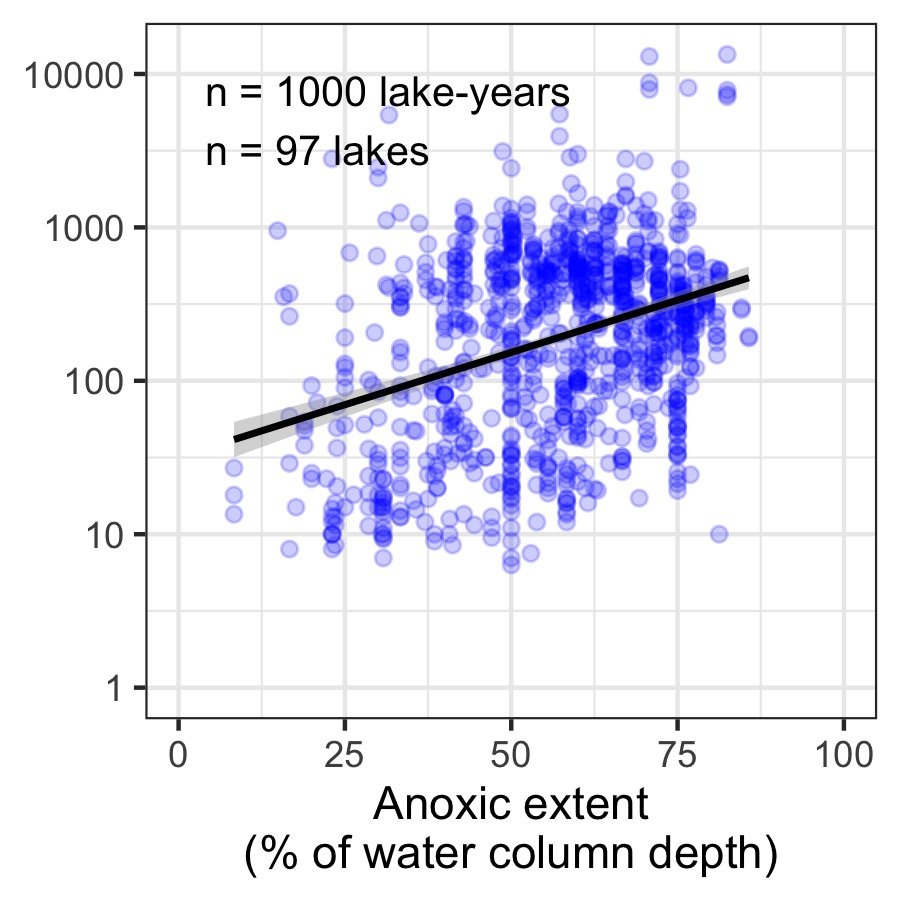 10000
1000
100
10
1
n = 1000 lake-years
n = 97 lakes
0 25 50 75 100
Anoxic extent
(% of water column depth)